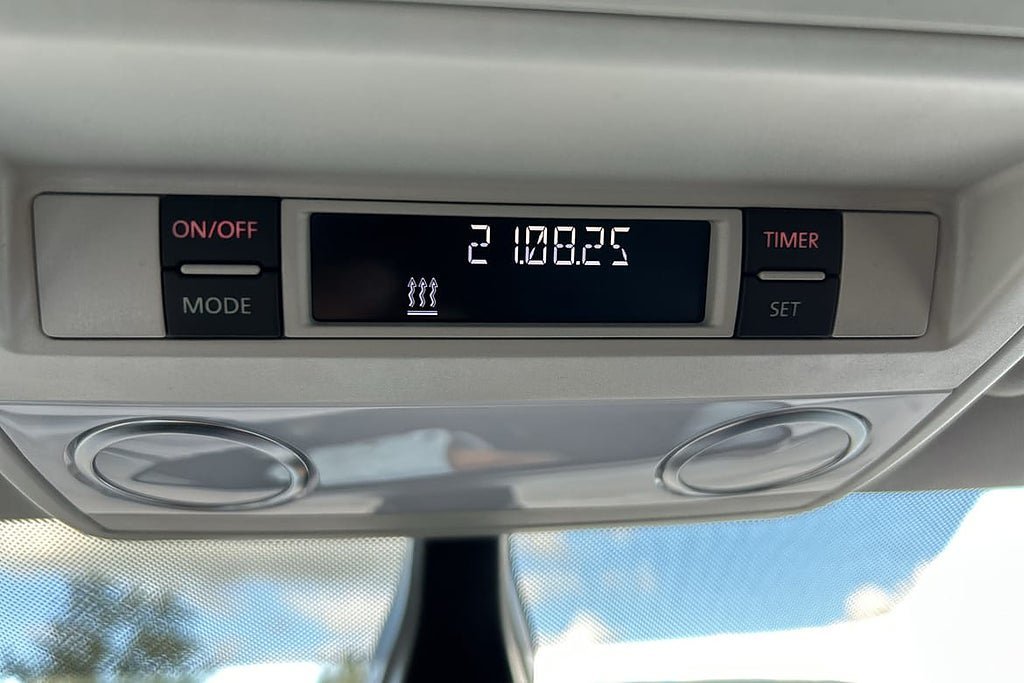 ON/OFF
MODE
21.08.25
TIMER
SET